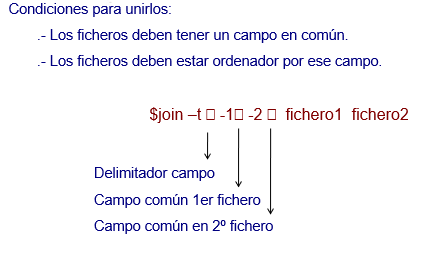 Condiciones para unirlos:
.- Los ficheros deben tener un campo en común.
.- Los ficheros deben estar ordenador por ese campo.
$join –t □ -1□ -2 □ fichero1 fichero2
Delimitador campo
Campo común 1er fichero
Campo común en 2º fichero